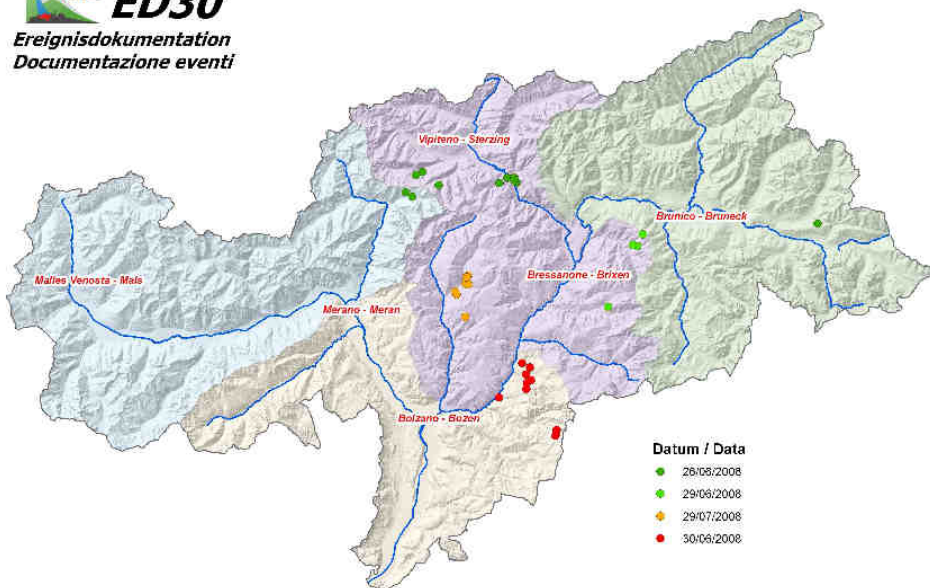 ED30
Ereignisdokumentation
Documentazione eventi
Vipiteno - Sterzing
Brunico - Bruneck
Malles Venosta - Mals
Bressanone - Brixen
Merano - Meran
Bolzano - Bozen
Datum / Data
26/06/2008
29/06/2008
29/07/2008
30/06/2008